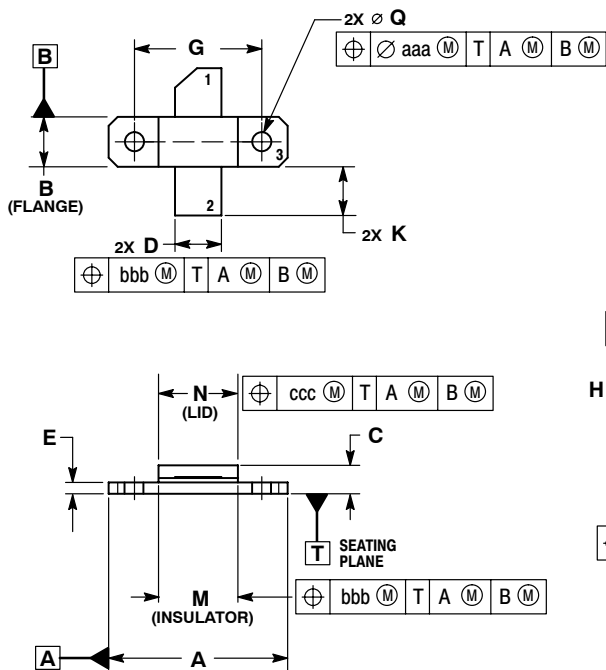 2X ⌀ Q
G
⌖ ⌀ aaa Ⓜ T A Ⓜ B Ⓜ
B
1
3
B
(FLANGE)
2
2X K
2X D
⌖ bbb Ⓜ T A Ⓜ B Ⓜ
N
(LID)
⌖ ccc Ⓜ T A Ⓜ B Ⓜ
H
E
C
T SEATING
PLANE
M
(INSULATOR)
⌖ bbb Ⓜ T A Ⓜ B Ⓜ
A
A